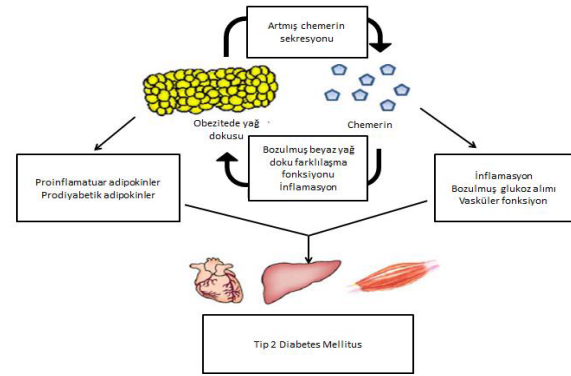 Artmış chemerin
sekresyonu
Obezitede yağ
dokusu
Chemerin
Bozulmuş beyaz yağ
doku farklılaşma
fonksiyonu
İnflamasyon
Proinflamatuar adipokinler
Prodiyabetik adipokinler
İnflamasyon
Bozulmuş glukoz alımı
Vasküler fonksiyon
Tip 2 Diabetes Mellitus